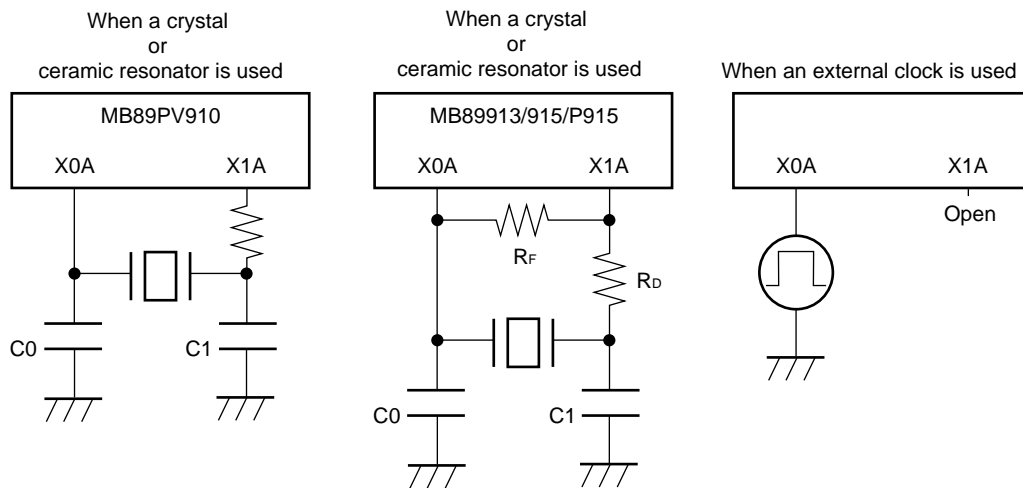 When a crystal
or
ceramic resonator is used
MB89PV910
X0A
X1A
C0
C1
When a crystal
or
ceramic resonator is used
MB89913/915/P915
X0A
X1A
RF
RD
C0
C1
When an external clock is used
X0A
X1A
Open